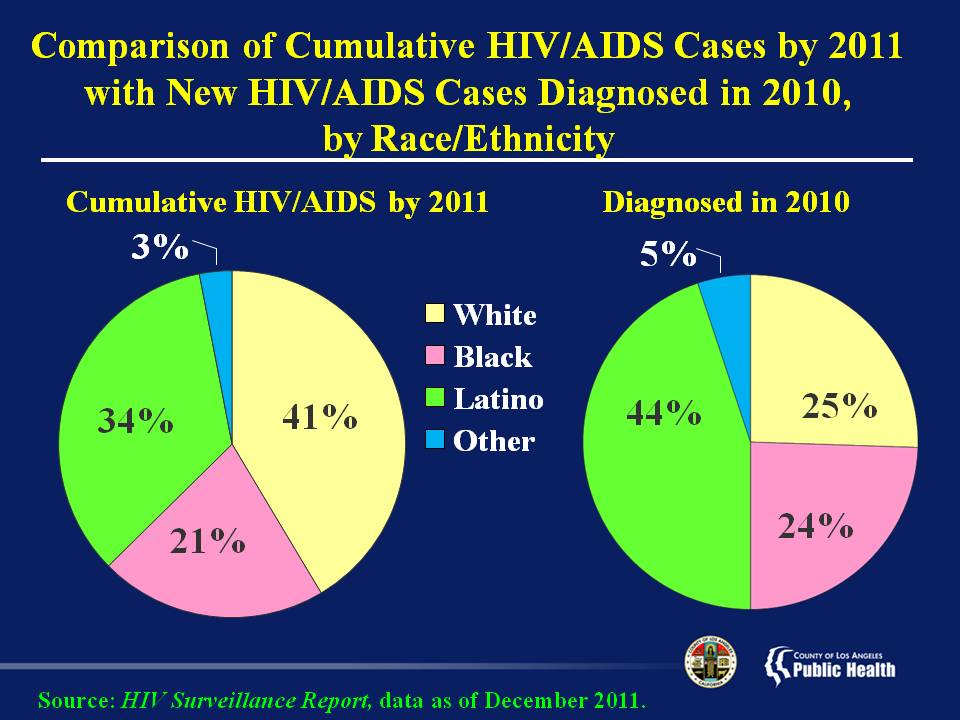 Comparison of Cumulative HIV/AIDS Cases by 2011
with New HIV/AIDS Cases Diagnosed in 2010,
by Race/Ethnicity
Cumulative HIV/AIDS by 2011
Diagnosed in 2010
3%
34%
41%
21%
White
Black
Latino
Other
5%
44%
25%
24%
COUNTY OF LOS ANGELES
Public Health
Source: HIV Surveillance Report, data as of December 2011.